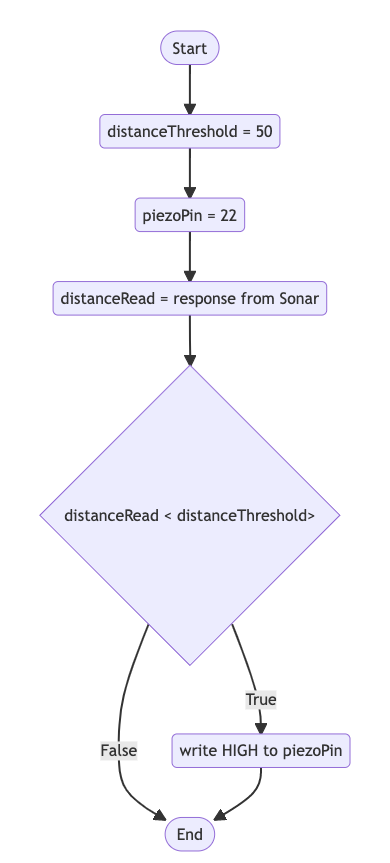 Start
distanceThreshold = 50
piezoPin = 22
distanceRead = response from Sonar
distanceRead < distanceThreshold>
True
False
write HIGH to piezoPin
End